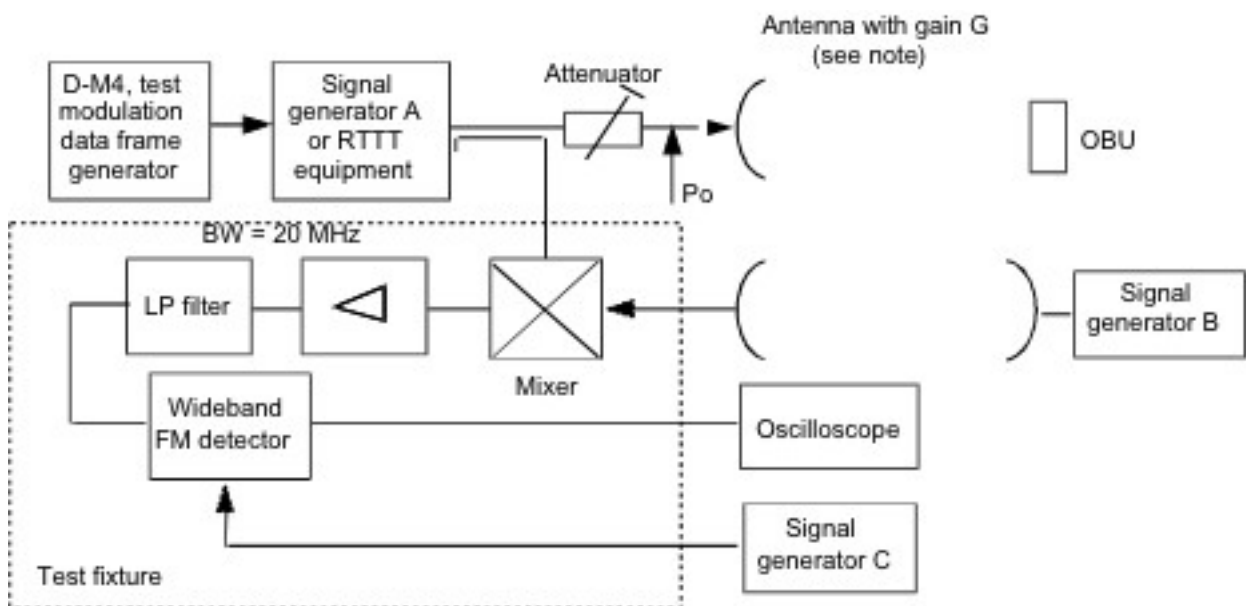 Antenna with gain G
(see note)
D-M4, test
modulation
data frame
generator
Signal
generator A
or RTTT
equipment
Attenuator
OBU
Po
BW = 20 MHz
LP filter
Mixer
Signal
generator B
Wideband
FM detector
Oscilloscope
Signal
generator C
Test fixture